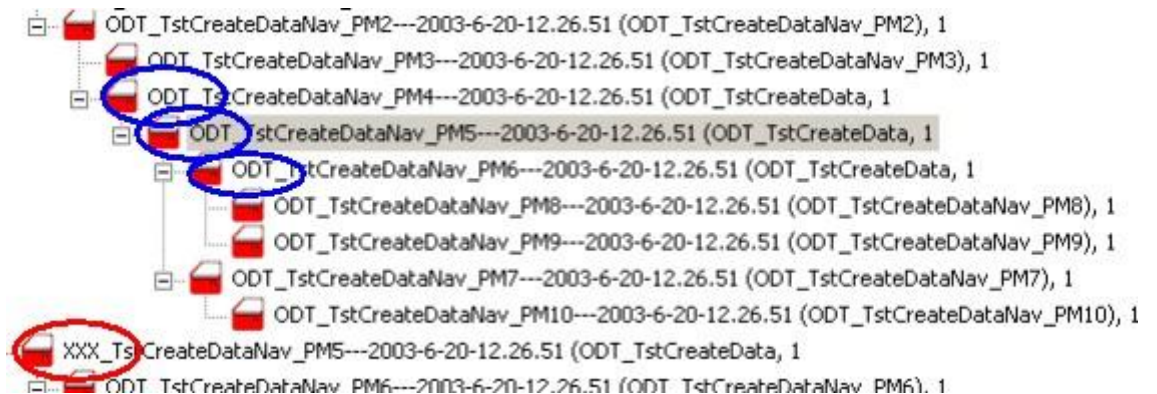 ODT_TstCreateDataNav_PM2---2003-6-20-12.26.51 (ODT_TstCreateDataNav_PM2), 1
ODT_TstCreateDataNav_PM3---2003-6-20-12.26.51 (ODT_TstCreateDataNav_PM3), 1
ODT_TstCreateDataNav_PM4---2003-6-20-12.26.51 (ODT_TstCreateData, 1
ODT_TstCreateDataNav_PM5---2003-6-20-12.26.51 (ODT_TstCreateData, 1
ODT_TstCreateDataNav_PM6---2003-6-20-12.26.51 (ODT_TstCreateData, 1
ODT_TstCreateDataNav_PM8---2003-6-20-12.26.51 (ODT_TstCreateDataNav_PM8), 1
ODT_TstCreateDataNav_PM9---2003-6-20-12.26.51 (ODT_TstCreateDataNav_PM9), 1
ODT_TstCreateDataNav_PM7---2003-6-20-12.26.51 (ODT_TstCreateDataNav_PM7), 1
ODT_TstCreateDataNav_PM10---2003-6-20-12.26.51 (ODT_TstCreateDataNav_PM10), 1
XXX_TstCreateDataNav_PM5---2003-6-20-12.26.51 (ODT_TstCreateData, 1
ODT_TstCreateDataNav_PM6---2003-6-20-12.26.51 (ODT_TstCreateDataNav_PM6), 1